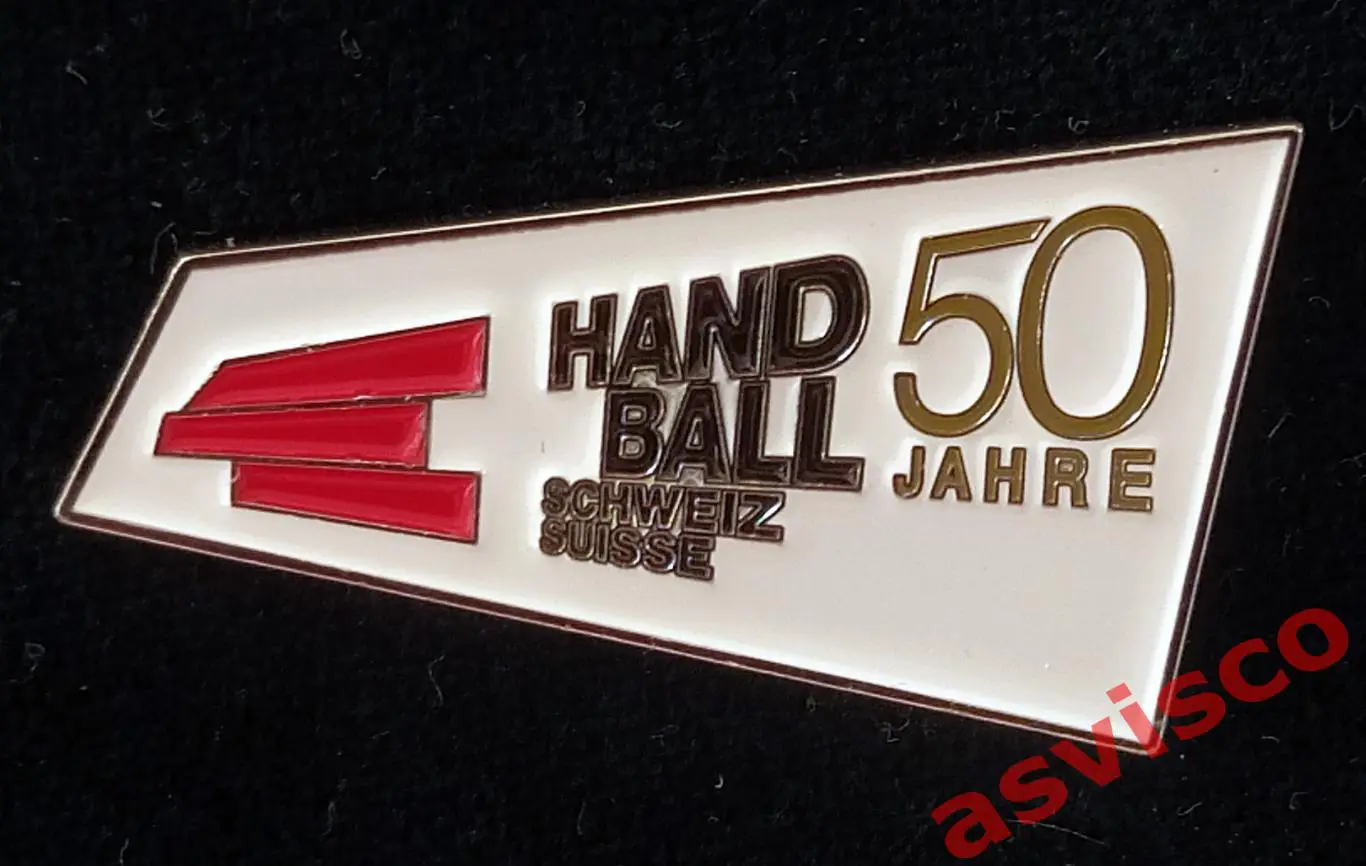 HAND
BALL
SCHWEIZ
SUISSE
50
JAHRE
asvisco